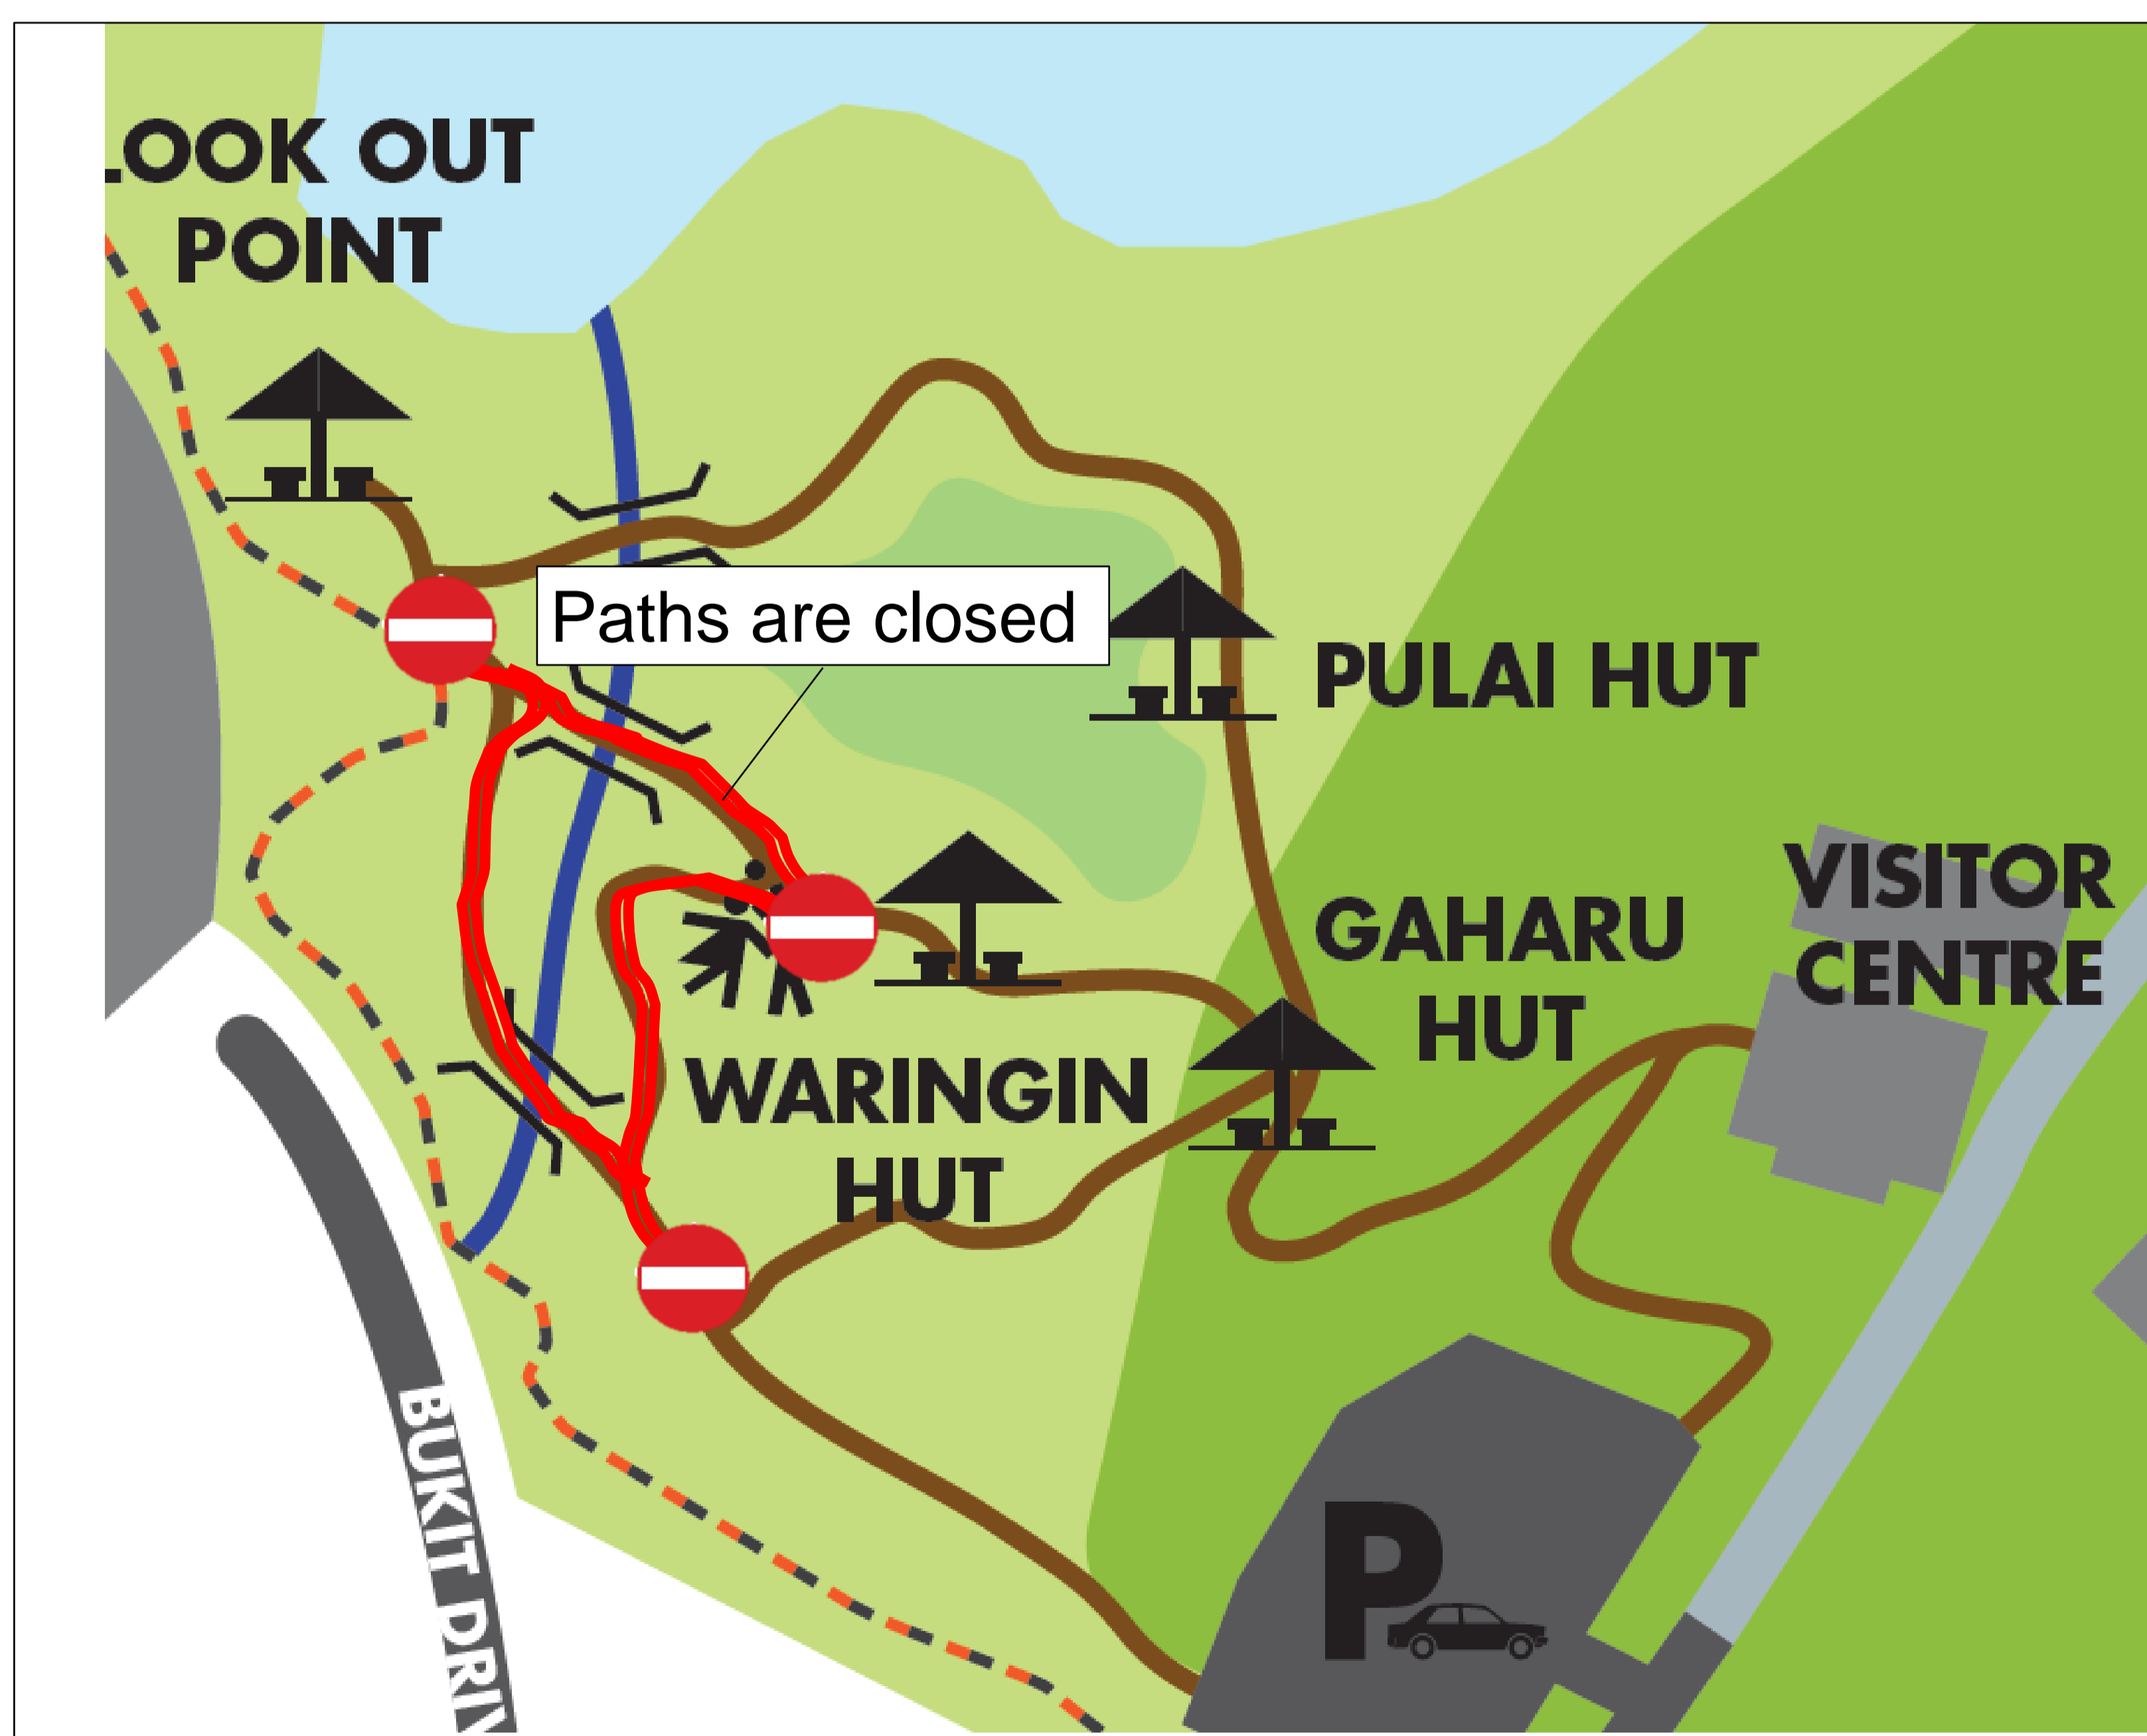 LOOK OUT
POINT
Paths are closed
PULAI HUT
VISITOR
CENTRE
GAHARU
HUT
WARINGIN
HUT
P
BUKIT DRIV